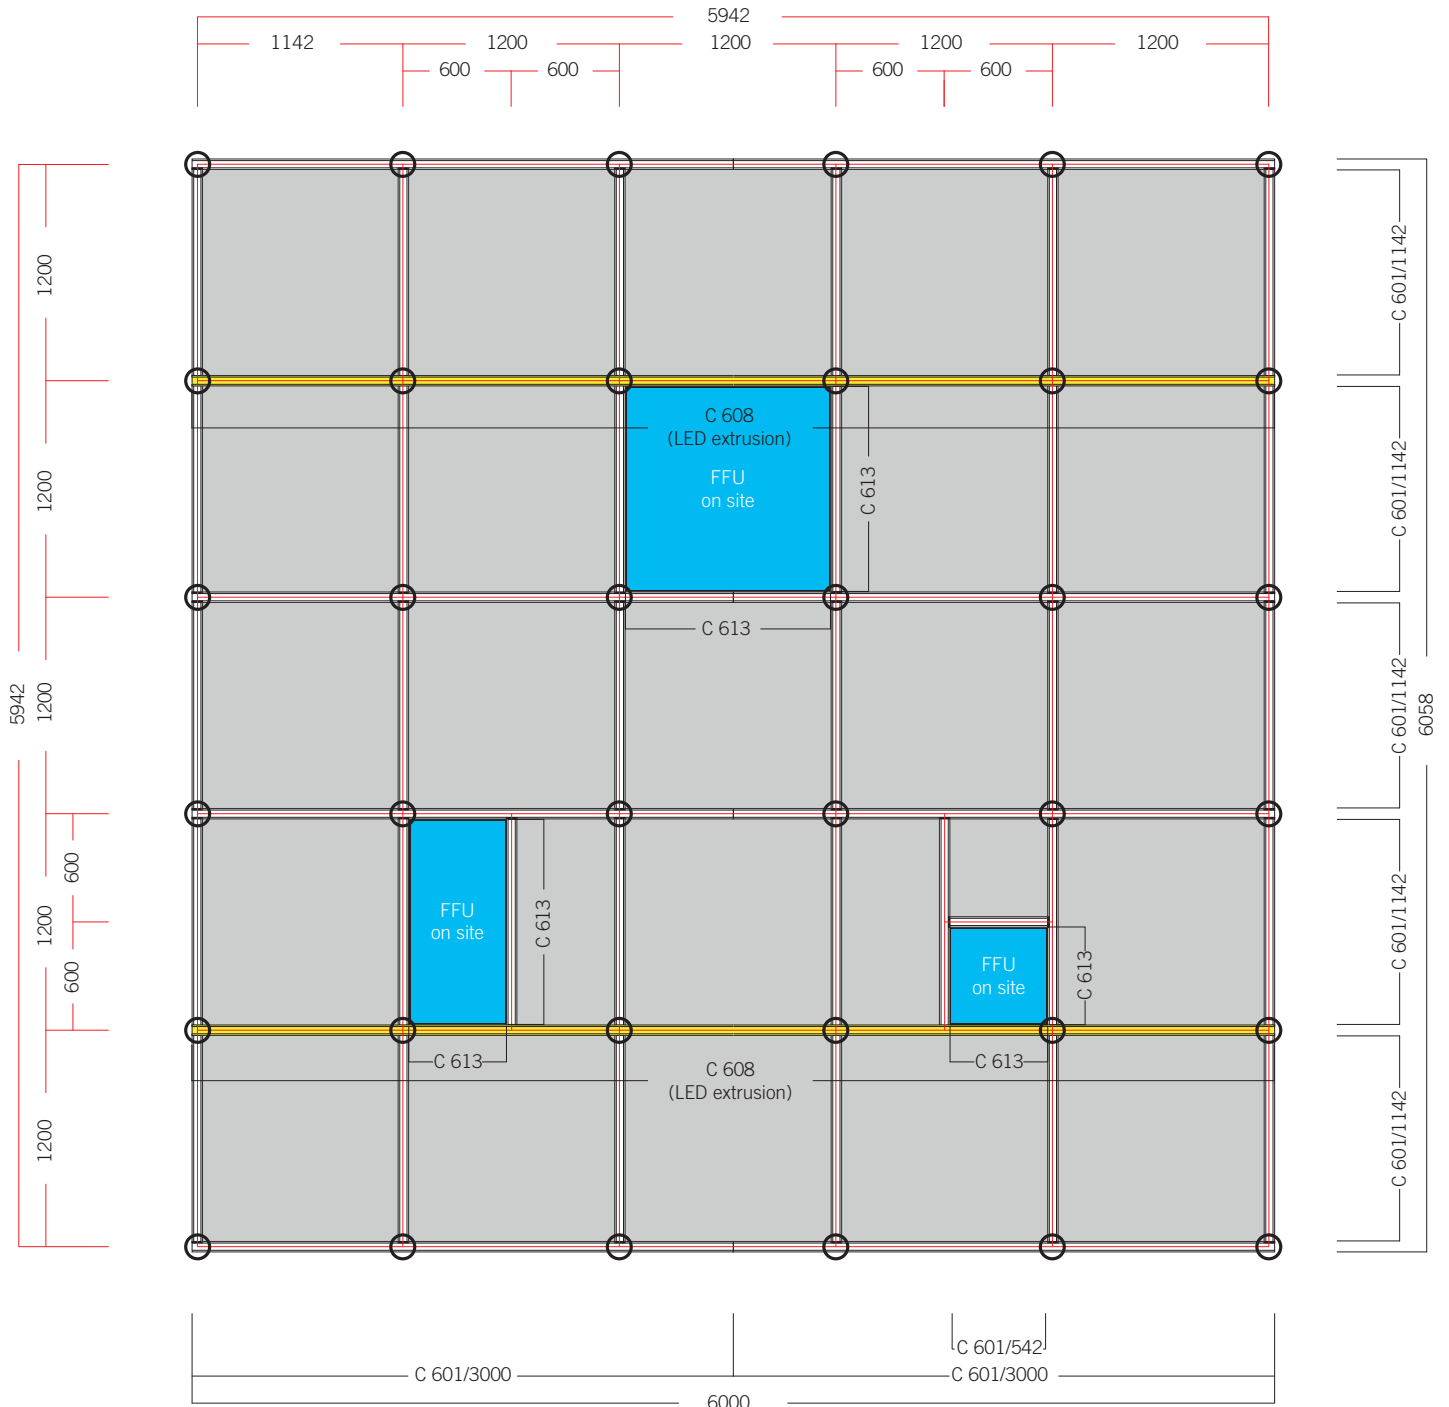 5942
1142 1200 1200 1200 1200
600 600 600 600
1200
C 601/1142
C 608
(LED extrusion)
FFU
on site
C 613
1200
C 601/1142
C 613
5942
1200
C 601/1142
6058
600
1200
600
FFU
on site
C 613
FFU
on site
C 613
C 601/1142
C 613
C 613
C 608
(LED extrusion)
1200
C 601/1142
C 601/542
C 601/3000
C 601/3000
6000